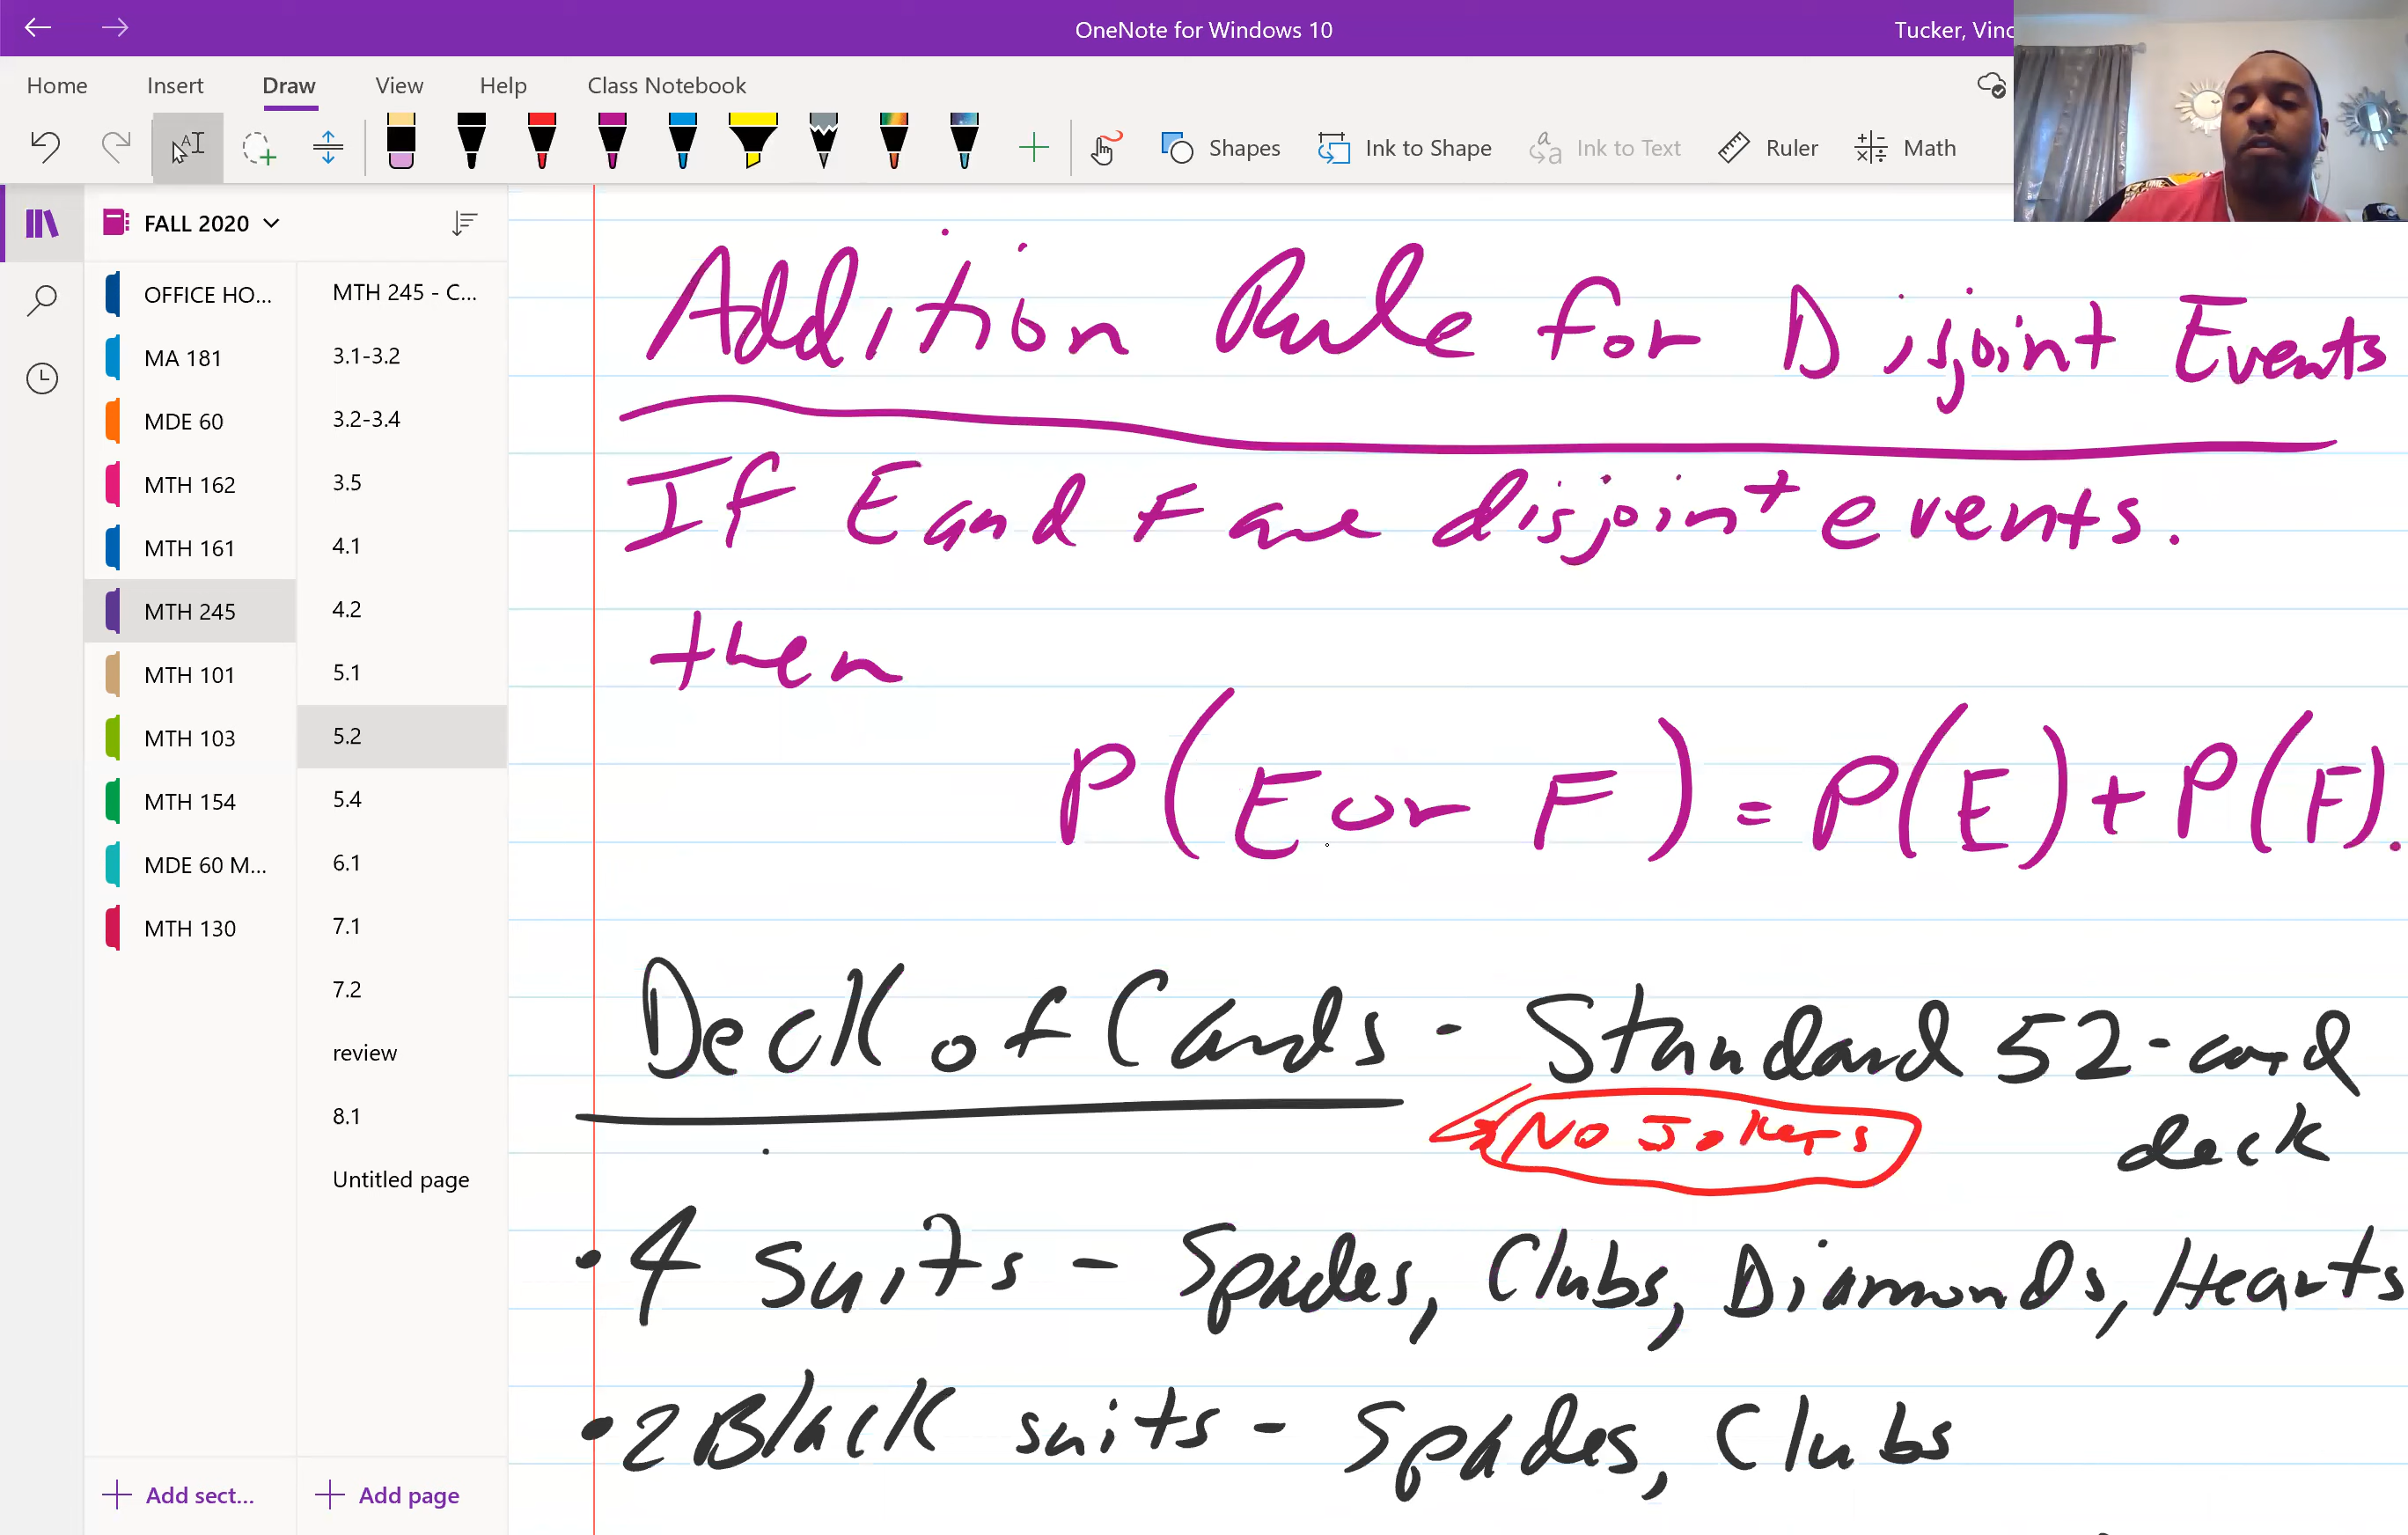 OneNote for Windows 10
Tucker, Vinc
Home Insert Draw View Help Class Notebook
Shapes Ink to Shape Ink to Text Ruler Math
FALL 2020
OFFICE HO...
MA 181
MDE 60
MTH 162
MTH 161
MTH 245
MTH 101
MTH 103
MTH 154
MDE 60 M...
MTH 130
Add sect...
MTH 245 - C...
3.1-3.2
3.2-3.4
3.5
4.1
4.2
5.1
5.2
5.4
6.1
7.1
7.2
review
8.1
Untitled page
Add page
Addition Rule for Disjoint Events
If E and F are disjoint events.
then
P(E or F) = P(E) + P(F).
Deck of Cards - Standard 52-card
No Jokers
deck
• 4 suits - Spades, Clubs, Diamonds, Hearts
• 2 Black suits - Spades, Clubs